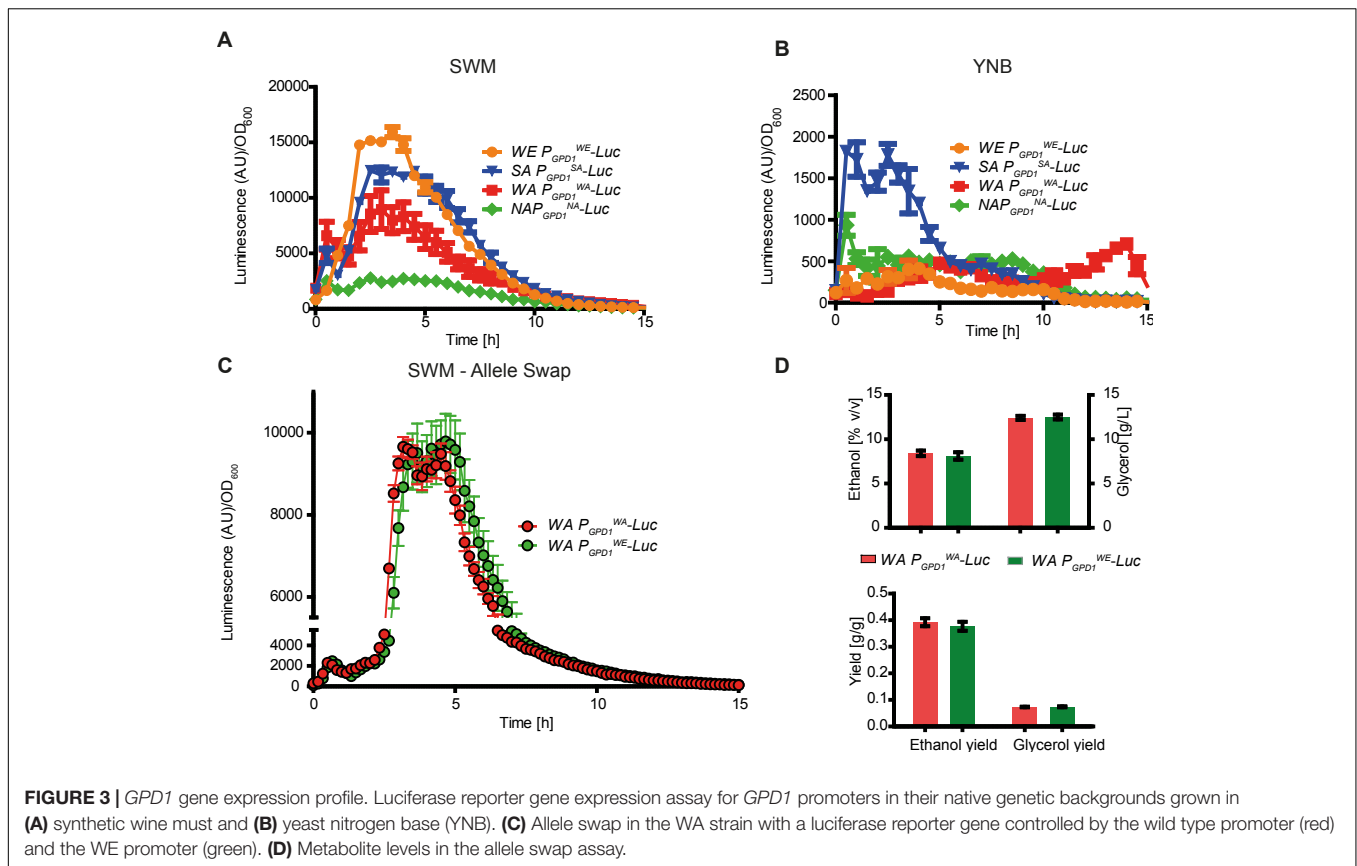 A
SWM
Luminescence (AU)/OD600
20000
15000
10000
5000
0
0
5
10
15
Time [h]
WE PGPD1WE-Luc
SA PGPD1SA-Luc
WA PGPD1WA-Luc
NAPGPD1NA-Luc
B
YNB
Luminescence (AU)/OD600
2500
2000
1500
1000
500
0
0
5
10
15
Time [h]
WE PGPD1WE-Luc
SA PGPD1SA-Luc
WA PGPD1WA-Luc
NAPGPD1NA-Luc
C
SWM - Allele Swap
Luminescence (AU)/OD600
10000
8000
6000
4000
2000
0
0
5
10
15
Time [h]
WA PGPD1WA-Luc
WA PGPD1WE-Luc
D
Ethanol [% v/v)
15
10
5
0
15
10
5
0
Glycerol [g/L)
WA PGPD1WA-Luc
WA PGPD1WE-Luc
Yield [g/g]
0.5
0.4
0.3
0.2
0.1
0.0
Ethanol yield
Glycerol yield
FIGURE 3 | GPD1 gene expression profile. Luciferase reporter gene expression assay for GPD1 promoters in their native genetic backgrounds grown in
(A) synthetic wine must and (B) yeast nitrogen base (YNB). (C) Allele swap in the WA strain with a luciferase reporter gene controlled by the wild type promoter (red)
and the WE promoter (green). (D) Metabolite levels in the allele swap assay.